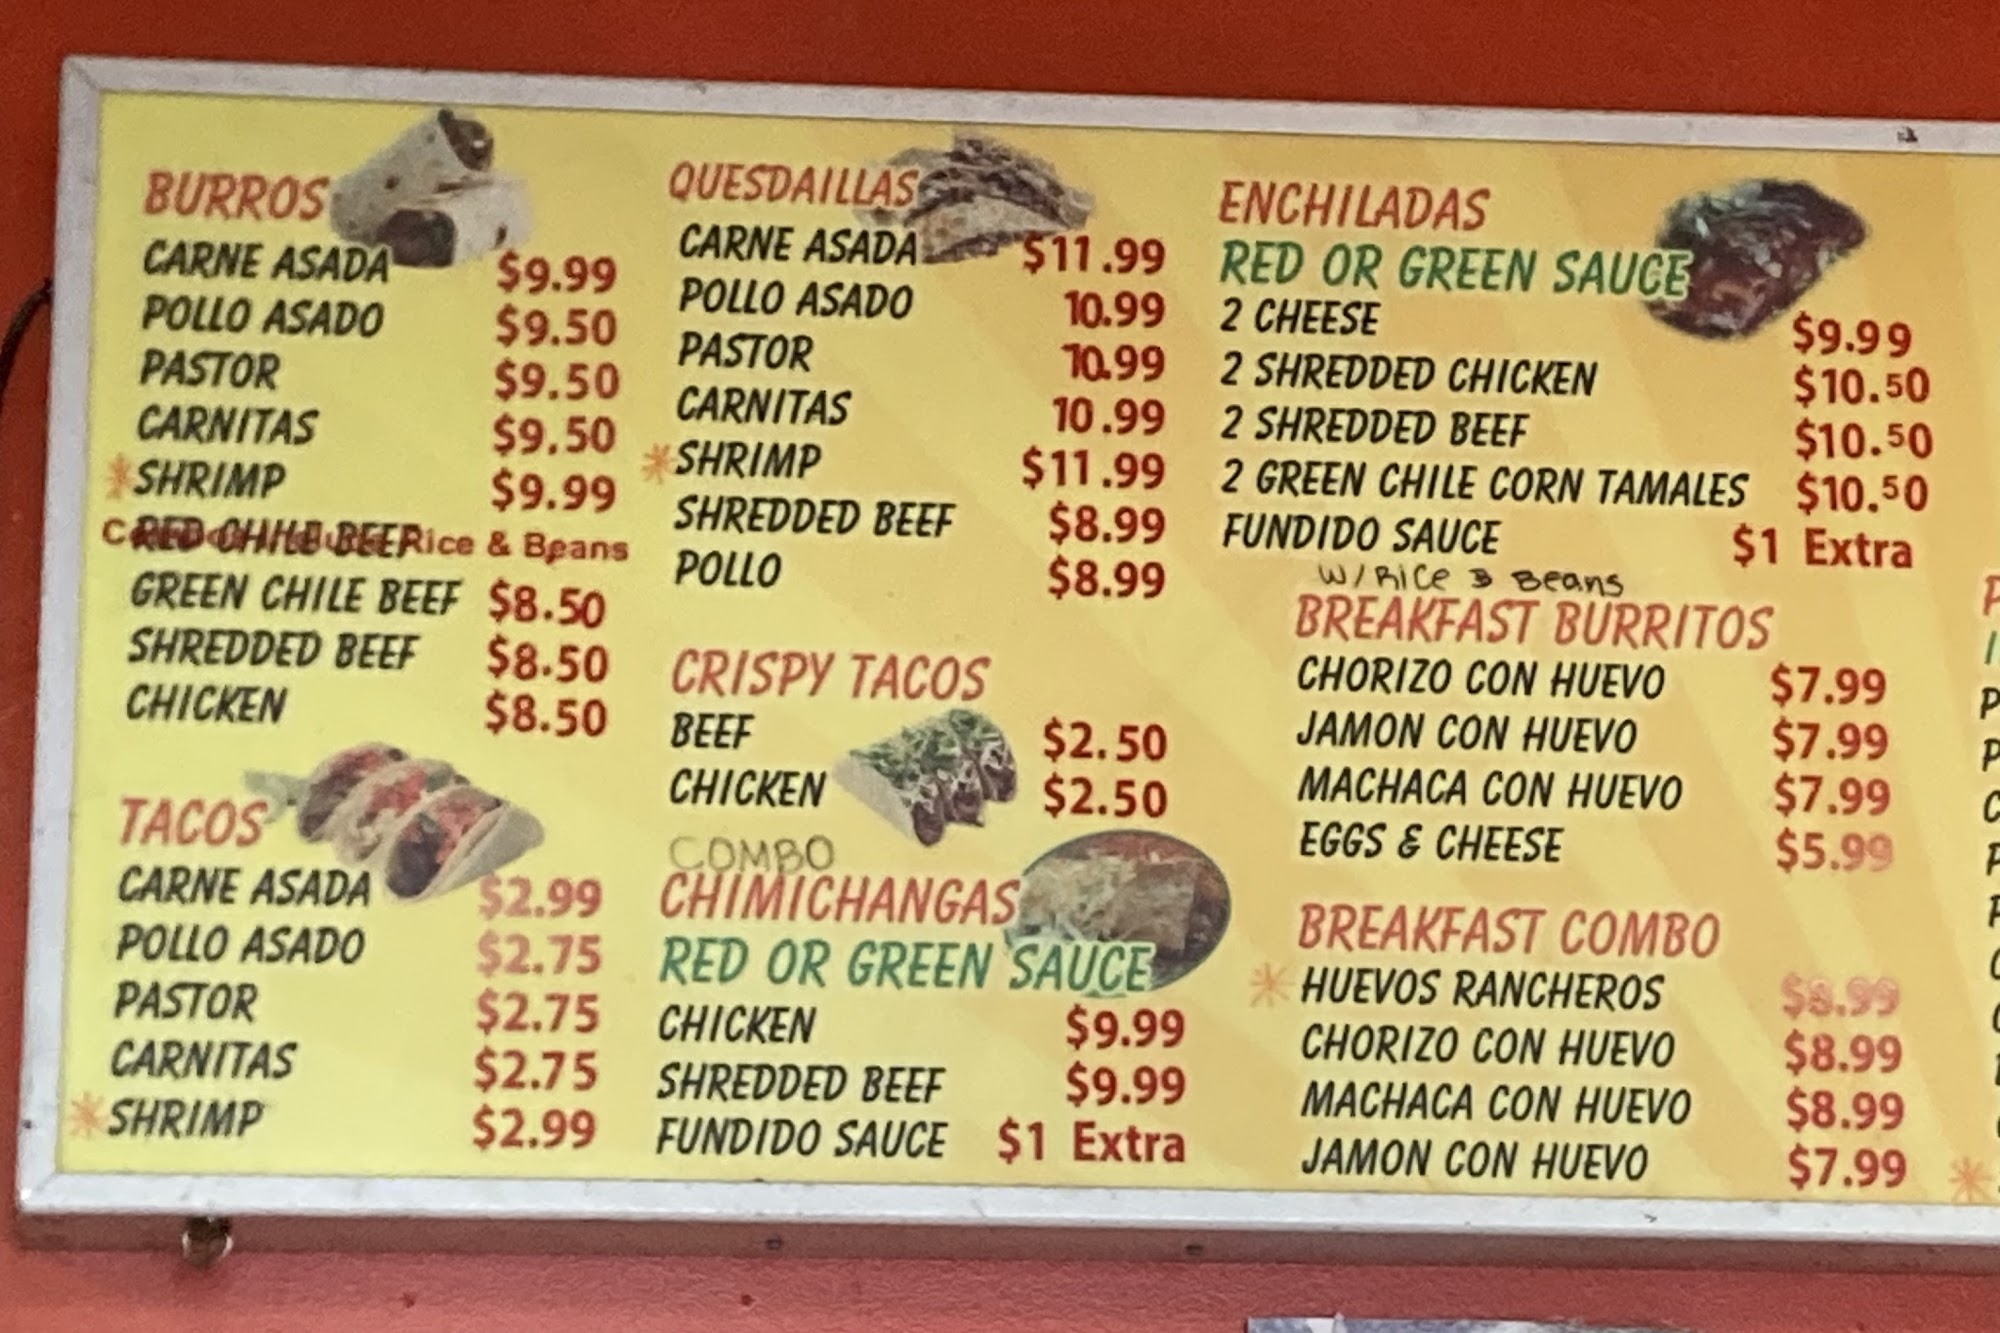 BURROS
CARNE ASADA $9.99
POLLO ASADO $9.50
PASTOR $9.50
CARNITAS $9.50
*SHRIMP $9.99
RED CHILE BEEF
Rice & Beans
GREEN CHILE BEEF $8.50
SHREDDED BEEF $8.50
CHICKEN $8.50
TACOS
CARNE ASADA $2.99
POLLO ASADO $2.75
PASTOR $2.75
CARNITAS $2.75
*SHRIMP $2.99
QUESDAILLAS
CARNE ASADA $11.99
POLLO ASADO 10.99
PASTOR 10.99
CARNITAS 10.99
*SHRIMP $11.99
SHREDDED BEEF $8.99
POLLO $8.99
CRISPY TACOS
BEEF $2.50
CHICKEN $2.50
COMBO
CHIMICHANGAS
RED OR GREEN SAUCE
CHICKEN $9.99
SHREDDED BEEF $9.99
FUNDIDO SAUCE $1 Extra
ENCHILADAS
RED OR GREEN SAUCE
2 CHEESE $9.99
2 SHREDDED CHICKEN $10.50
2 SHREDDED BEEF $10.50
2 GREEN CHILE CORN TAMALES $10.50
FUNDIDO SAUCE $1 Extra
W/Rice & Beans
BREAKFAST BURRITOS
CHORIZO CON HUEVO $7.99
JAMON CON HUEVO $7.99
MACHACA CON HUEVO $7.99
EGGS & CHEESE $5.99
BREAKFAST COMBO
*HUEVOS RANCHEROS $8.99
CHORIZO CON HUEVO $8.99
MACHACA CON HUEVO $8.99
JAMON CON HUEVO $7.99